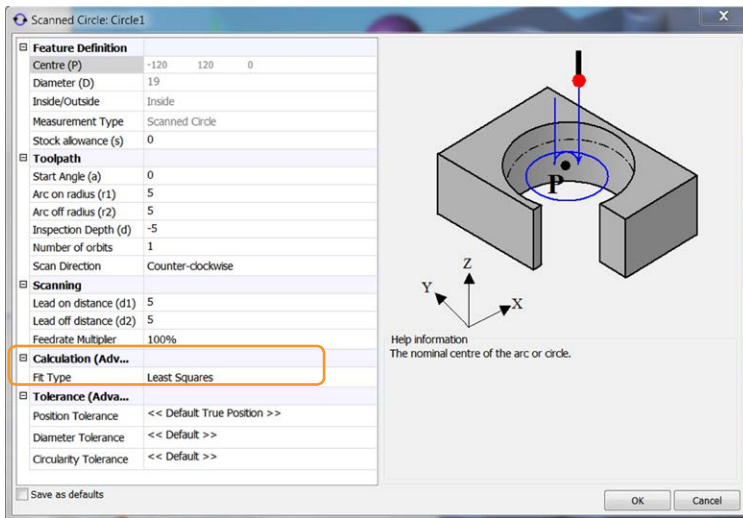 Scanned Circle: Circle1
X
Feature Definition
Centre (P) -120 120 0
Diameter (D) 19
Inside/Outside Inside
Measurement Type Scanned Circle
Stock allowance (s) 0
Toolpath
Start Angle (a) 0
Arc on radius (r1) 5
Arc off radius (r2) 5
Inspection Depth (d) -5
Number of orbits 1
Scan Direction Counter-clockwise
Scanning
Lead on distance (d1) 5
Lead off distance (d2) 5
Feedrate Multiplier 100%
Calculation (Adv...
Fit Type Least Squares
Tolerance (Adva...
Position Tolerance << Default True Position >>
Diameter Tolerance << Default >>
Circularity Tolerance << Default >>
P
Z
Y
X
Help information
The nominal centre of the arc or circle.
Save as defaults
OK Cancel